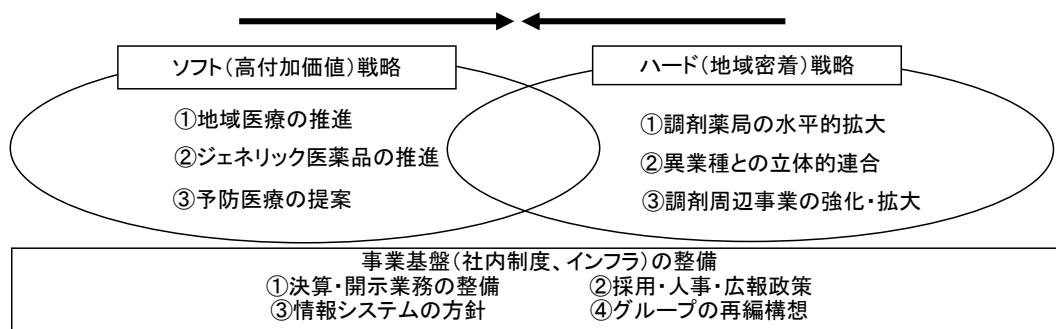 ソフト（高付加価値）戦略
①地域医療の推進
②ジェネリック医薬品の推進
③予防医療の提案
ハード（地域密着）戦略
①調剤薬局の水平的拡大
②異業種との立体的連合
③調剤周辺事業の強化・拡大
事業基盤（社内制度、インフラ）の整備
①決算・開示業務の整備 ②採用・人事・広報政策
③情報システムの方針 ④グループの再編構想